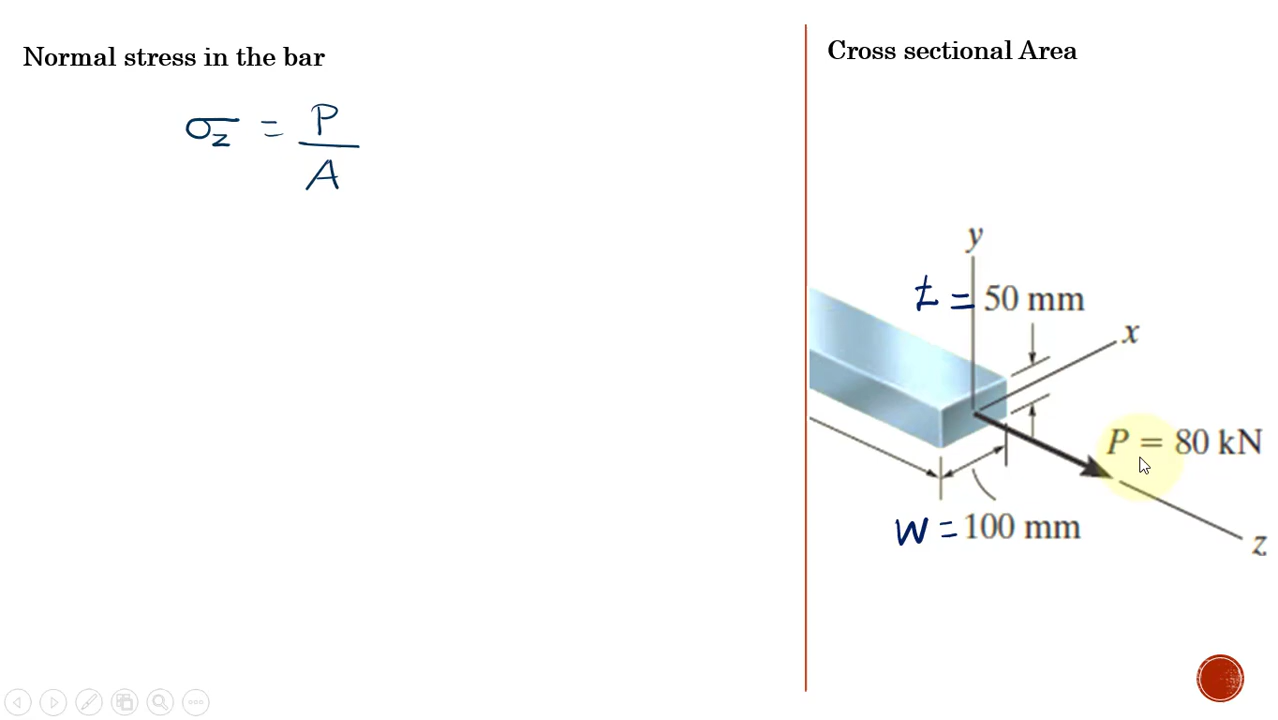 Normal stress in the bar
σz = P / A
Cross sectional Area
y
t = 50 mm
x
P = 80 kN
w = 100 mm
z